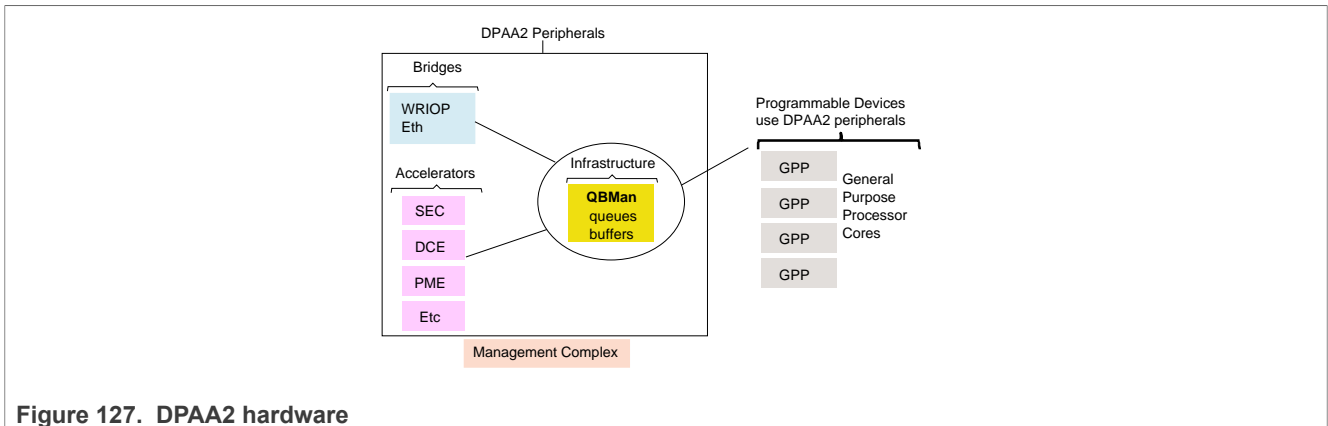 DPAA2 Peripherals
Bridges
WRIOP
Eth
Accelerators
SEC
DCE
PME
Etc
Infrastructure
QBMan
queues
buffers
Programmable Devices
use DPAA2 peripherals
GPP
GPP
GPP
GPP
General
Purpose
Processor
Cores
Management Complex
Figure 127. DPAA2 hardware